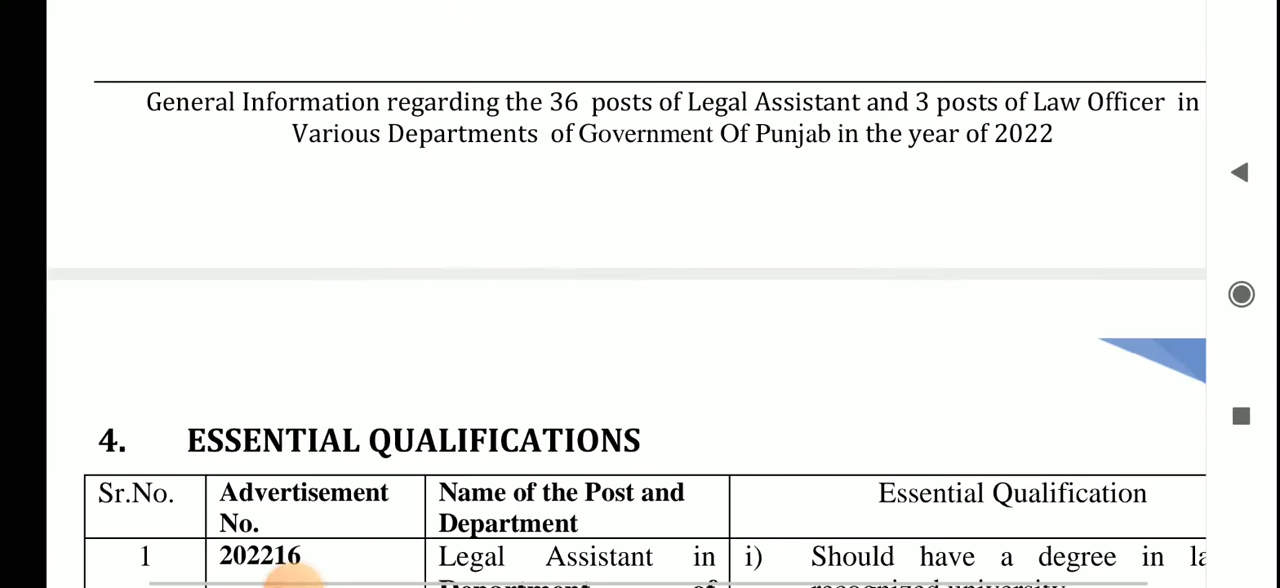 General Information regarding the 36 posts of Legal Assistant and 3 posts of Law Officer in
Various Departments of Government Of Punjab in the year of 2022
4. ESSENTIAL QUALIFICATIONS
Sr.No. Advertisement No. Name of the Post and Department Essential Qualification
1 202216 Legal Assistant in i) Should have a degree in